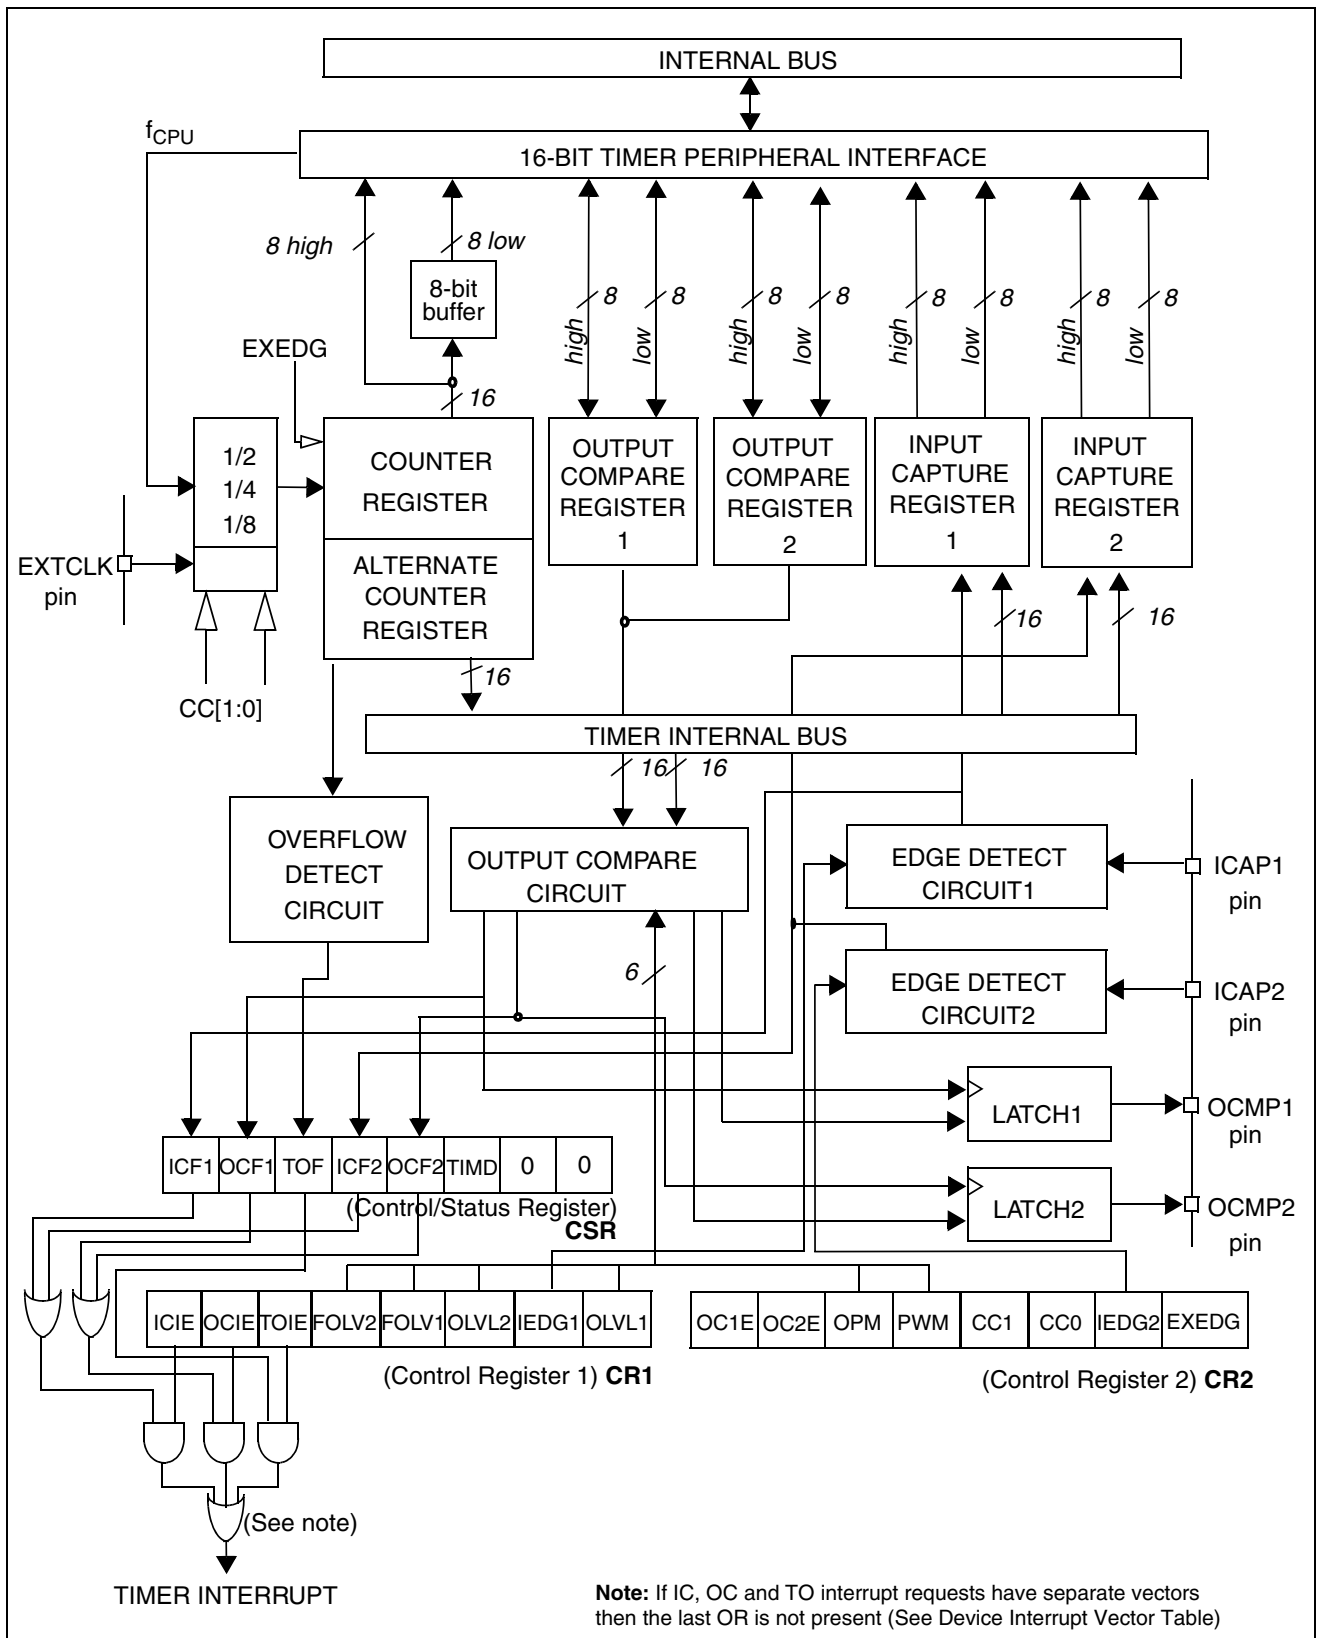 INTERNAL BUS
fCPU
16-BIT TIMER PERIPHERAL INTERFACE
8 high
8 low
8-bit
buffer
8
8
8
8
8
8
8
8
high
low
high
low
high
low
high
low
EXEDG
16
1/2
1/4
1/8
COUNTER
REGISTER
ALTERNATE
COUNTER
REGISTER
OUTPUT
COMPARE
REGISTER
1
OUTPUT
COMPARE
REGISTER
2
INPUT
CAPTURE
REGISTER
1
INPUT
CAPTURE
REGISTER
2
EXTCLK
pin
CC[1:0]
16
16
16
TIMER INTERNAL BUS
16
16
OVERFLOW
DETECT
CIRCUIT
OUTPUT COMPARE
CIRCUIT
EDGE DETECT
CIRCUIT1
ICAP1
pin
6
EDGE DETECT
CIRCUIT2
ICAP2
pin
LATCH1
OCMP1
pin
LATCH2
OCMP2
pin
ICF1 OCF1 TOF ICF2 OCF2 TIMD 0 0
(Control/Status Register)
CSR
ICIE OCIE TOIE FOLV2 FOLV1 OLVL2 IEDG1 OLVL1
(Control Register 1) CR1
OC1E OC2E OPM PWM CC1 CC0 IEDG2 EXEDG
(Control Register 2) CR2
(See note)
TIMER INTERRUPT
Note: If IC, OC and TO interrupt requests have separate vectors
then the last OR is not present (See Device Interrupt Vector Table)